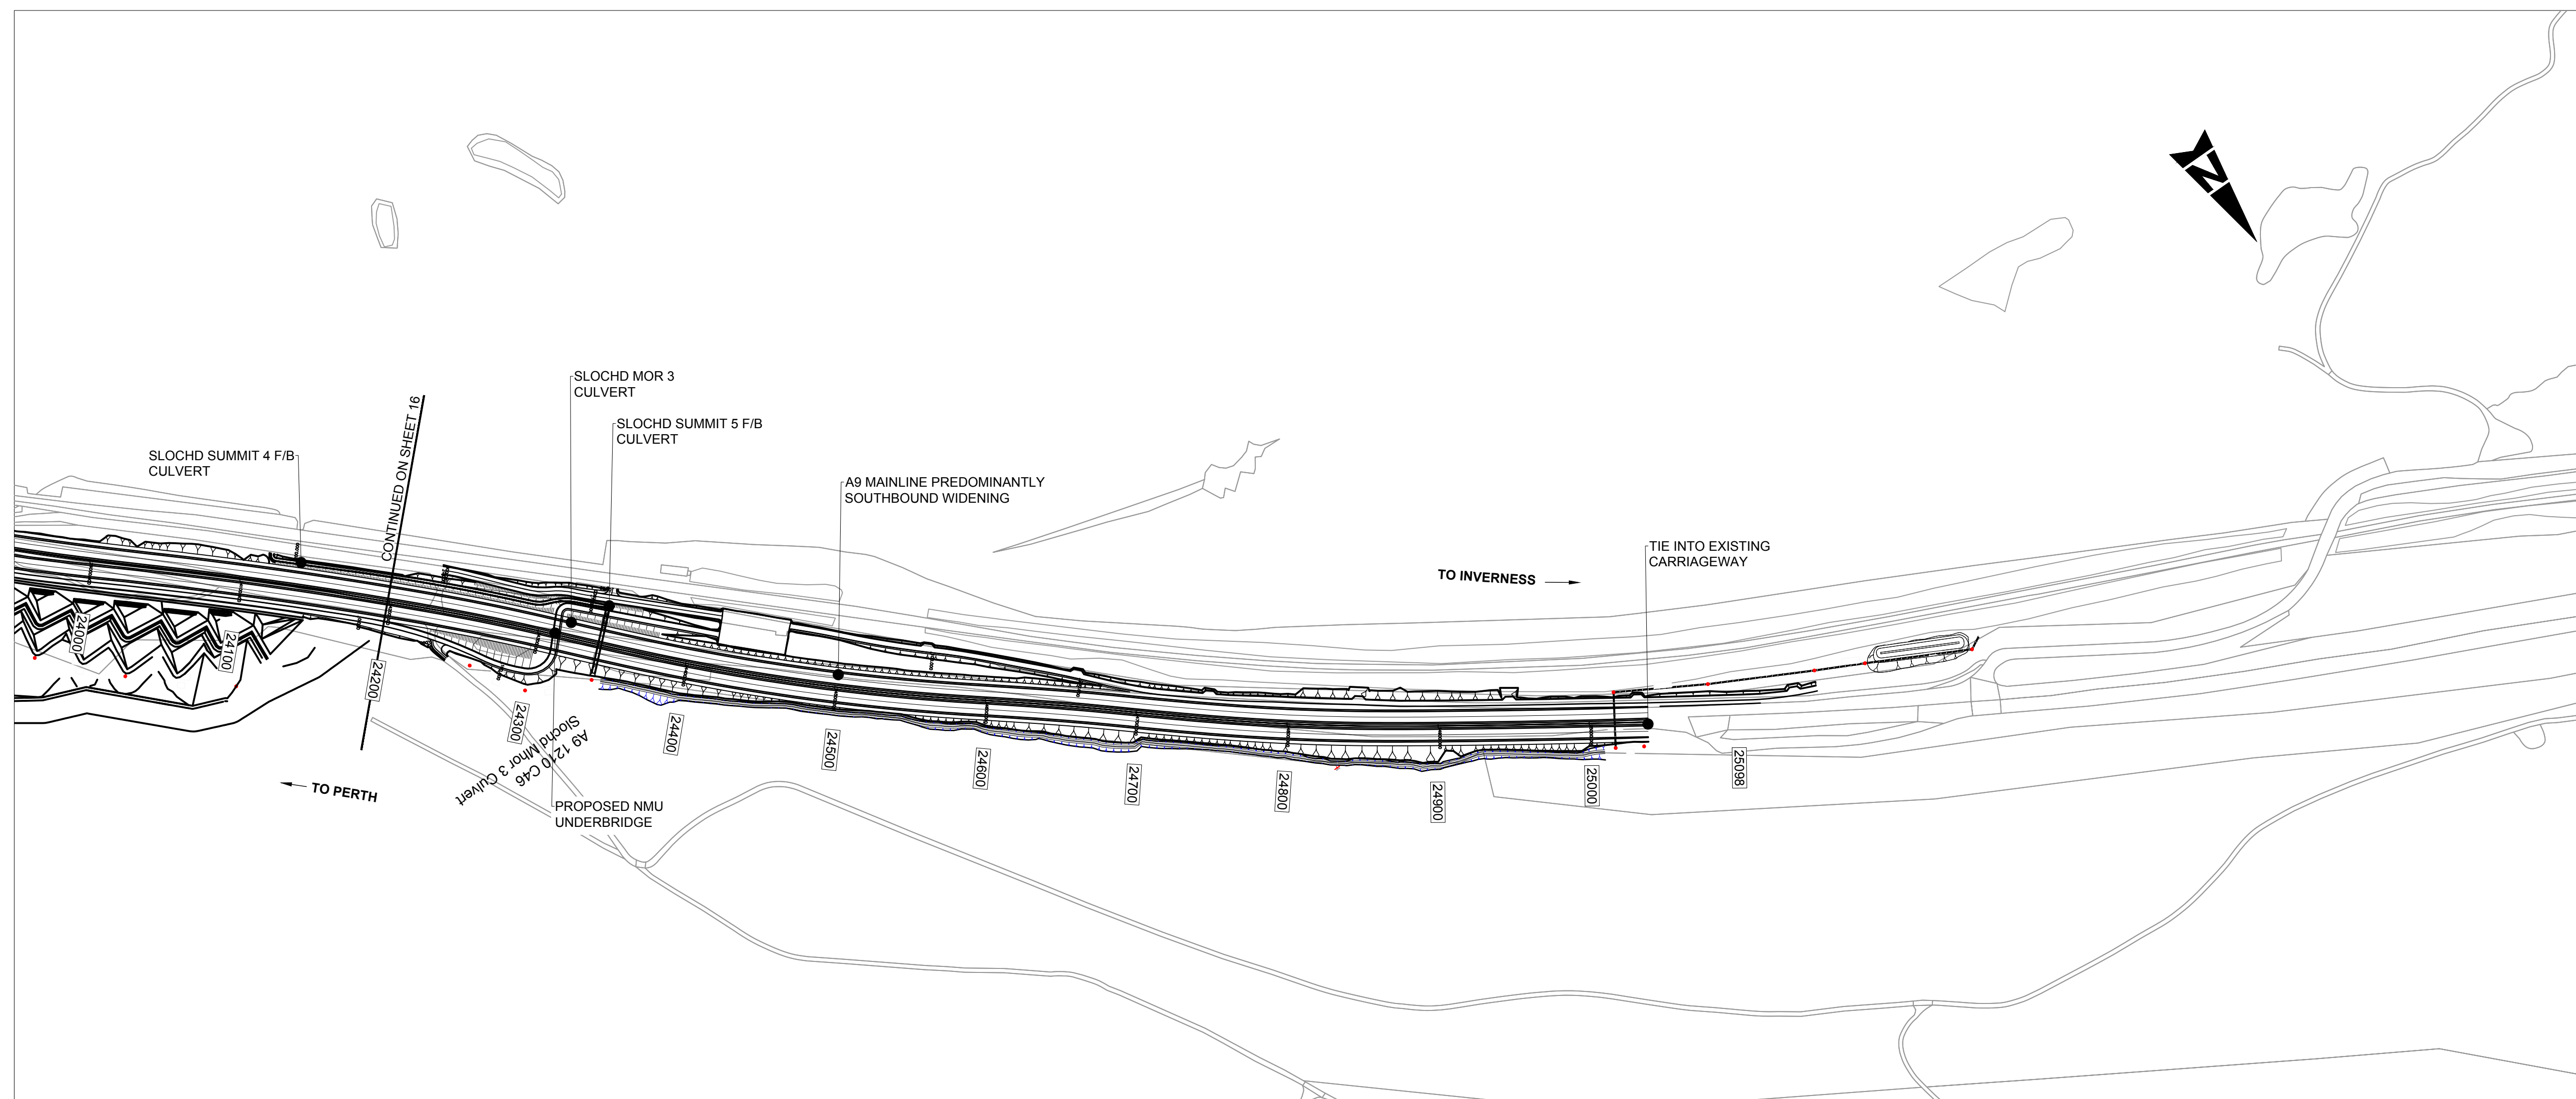 N
SLOCHD MOR 3
CULVERT
SLOCHD SUMMIT 5 F/B
CULVERT
SLOCHD SUMMIT 4 F/B
CULVERT
CONTINUED ON SHEET 16
A9 MAINLINE PREDOMINANTLY
SOUTHBOUND WIDENING
TIE INTO EXISTING
CARRIAGEWAY
TO INVERNESS
24000
24100
24200
24300
24400
24500
24600
24700
24800
24900
25000
25098
A9 1210 C46
Slochd Mhor 3 Culvert
TO PERTH
PROPOSED NMU
UNDERBRIDGE